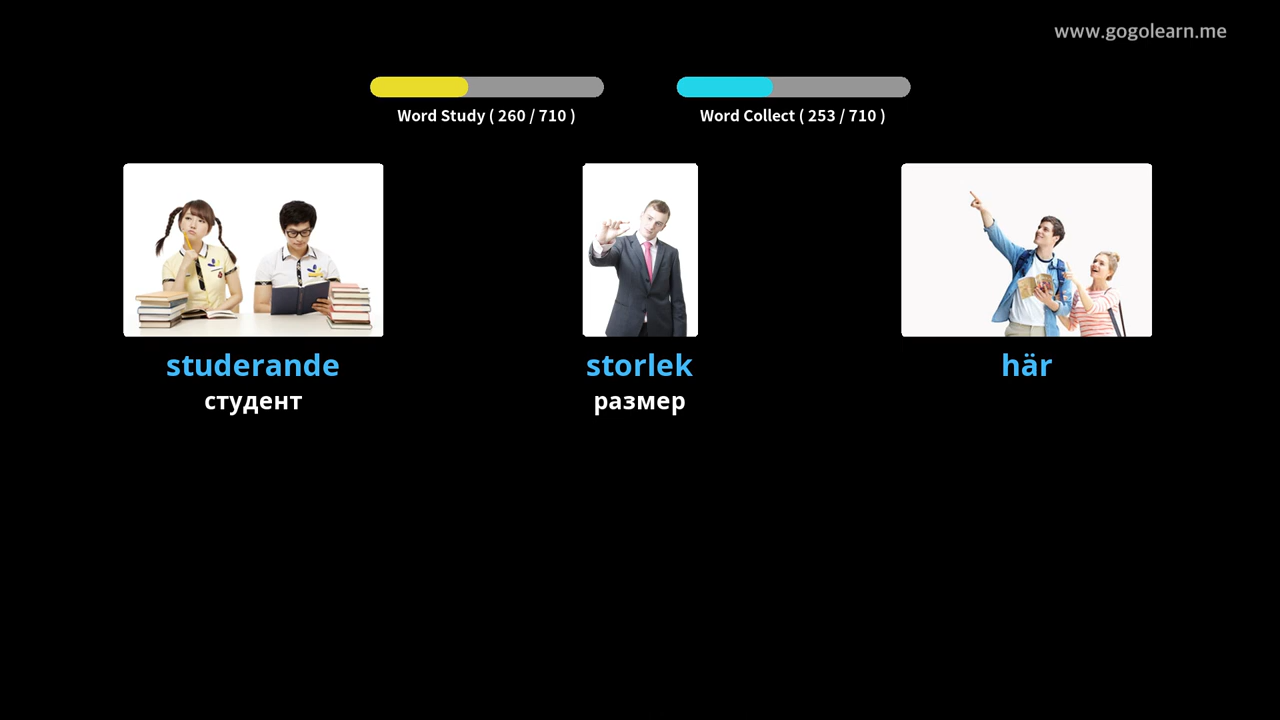 www.gogolearn.me
Word Study ( 260 / 710 )
Word Collect ( 253 / 710 )
studerande
студент
storlek
размер
här